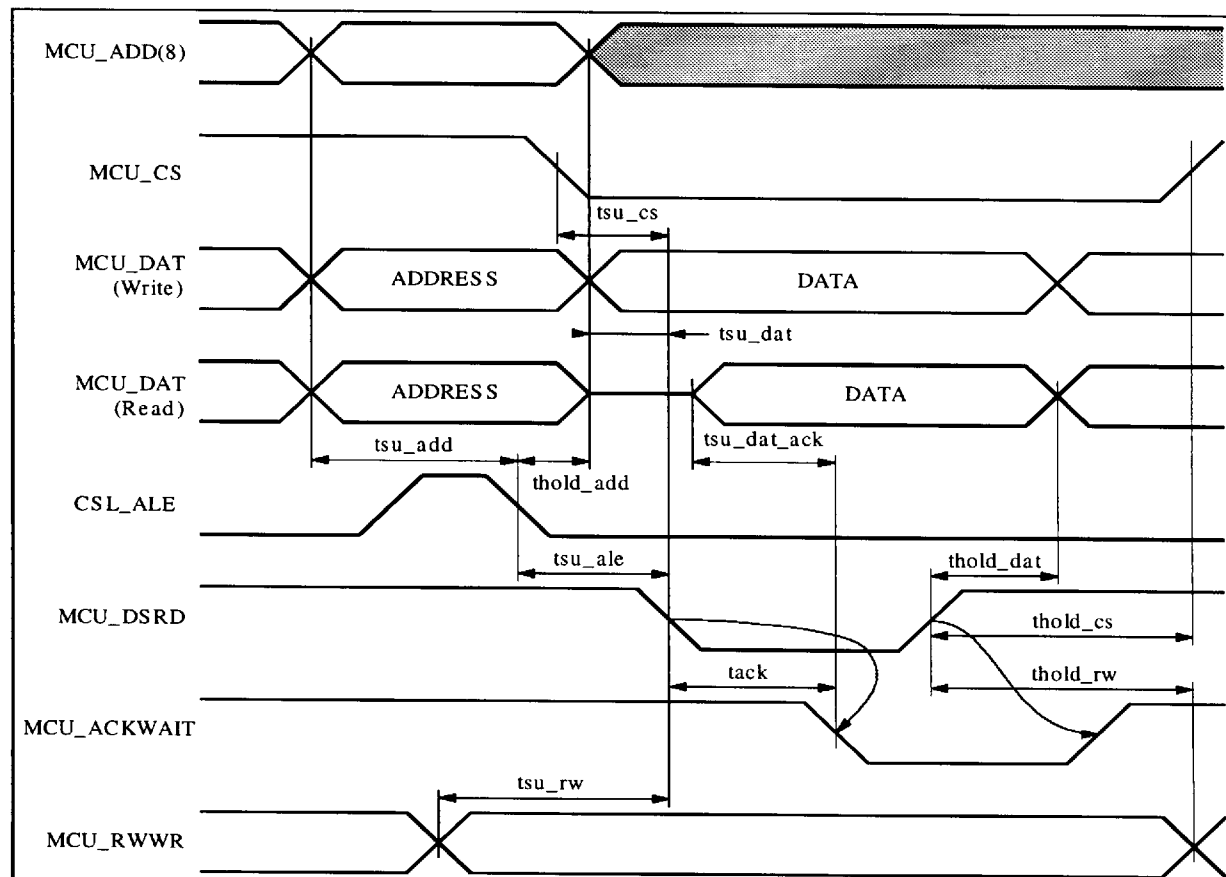 MCU_ADD(8)
MCU_CS
tsu_cs
MCU_DAT
(Write)
ADDRESS
DATA
tsu_dat
MCU_DAT
(Read)
ADDRESS
DATA
tsu_add
tsu_dat_ack
thold_add
CSL_ALE
tsu_ale
thold_dat
MCU_DSRD
thold_cs
tack
thold_rw
MCU_ACKWAIT
tsu_rw
MCU_RWWR